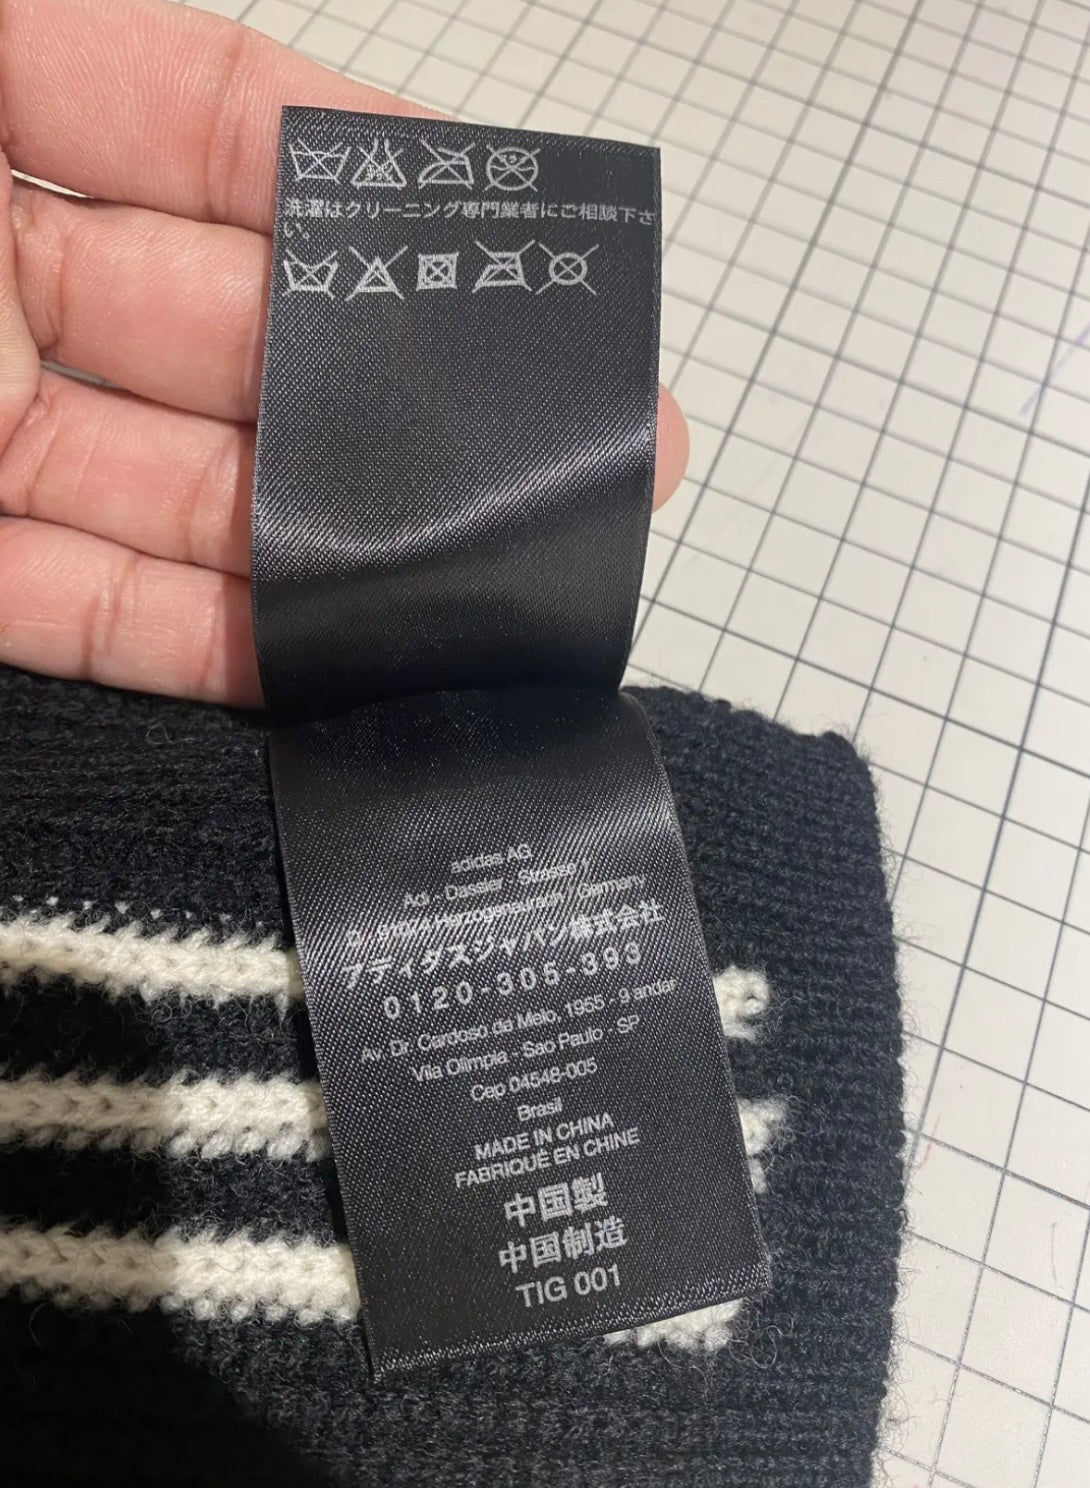 洗濯はクリーニング専門業者にご相談下さ
い。
adidas AG
Adi - Dassler - Strasse 1
D - 91074 Herzogenaurach - Germany
アディダスジャパン株式会社
0120-305-393
Av. Dr. Cardoso de Melo, 1955 - 9 andar
Vila Olimpia - Sao Paulo - SP
Cep 04548-005
Brasil
MADE IN CHINA
FABRIQUÉ EN CHINE
中国製
中国制造
TIG 001